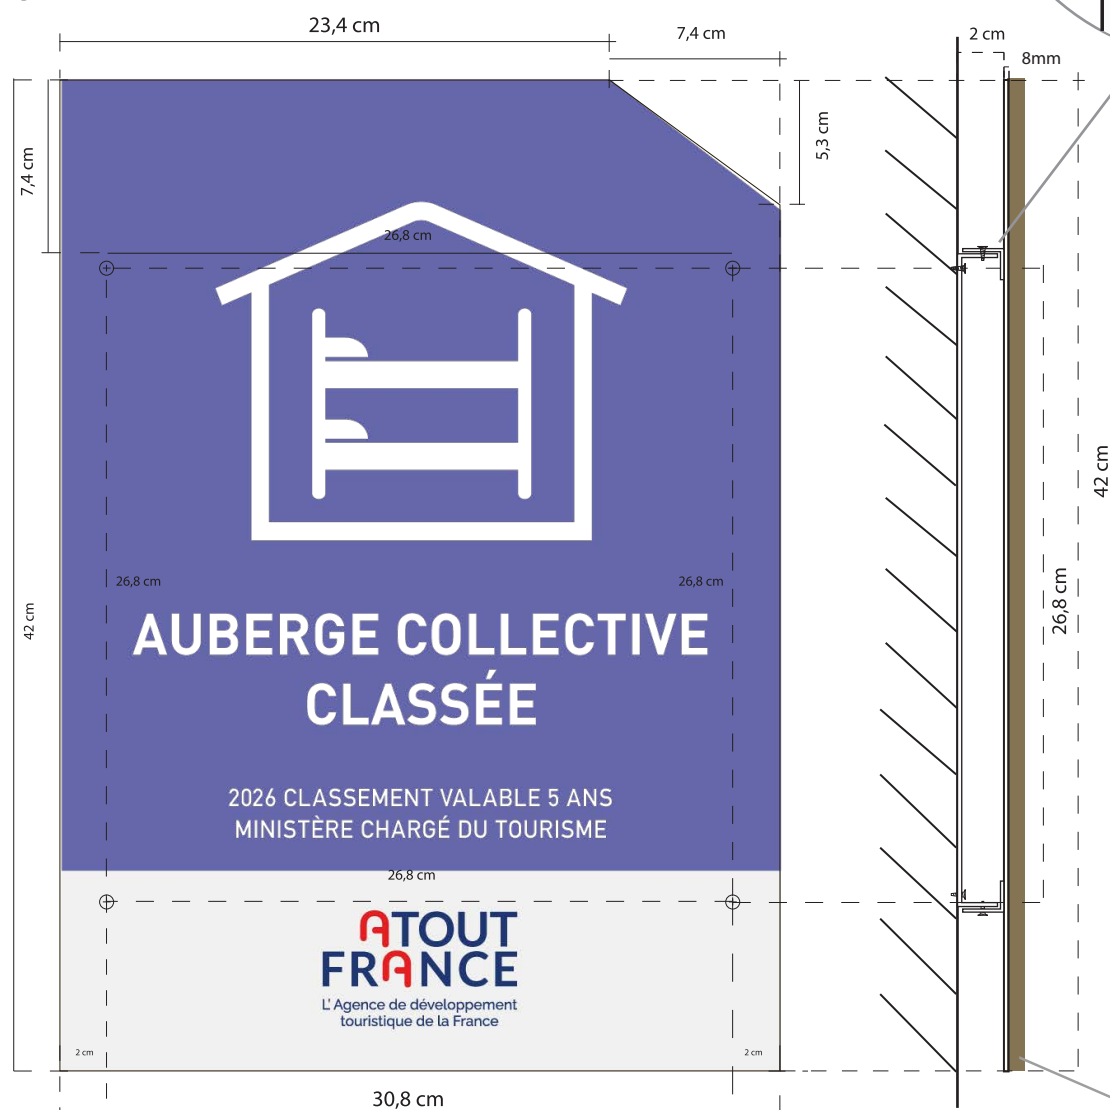 23,4 cm
7,4 cm
2 cm
8mm
7,4 cm
5,3 cm
26,8 cm
42 cm
26,8 cm
26,8 cm
26,8 cm
42 cm
AUBERGE COLLECTIVE
CLASSÉE
2026 CLASSEMENT VALABLE 5 ANS
MINISTÈRE CHARGÉ DU TOURISME
26,8 cm
ATOUT
FRANCE
L'Agence de développement
touristique de la France
2 cm
2 cm
30,8 cm